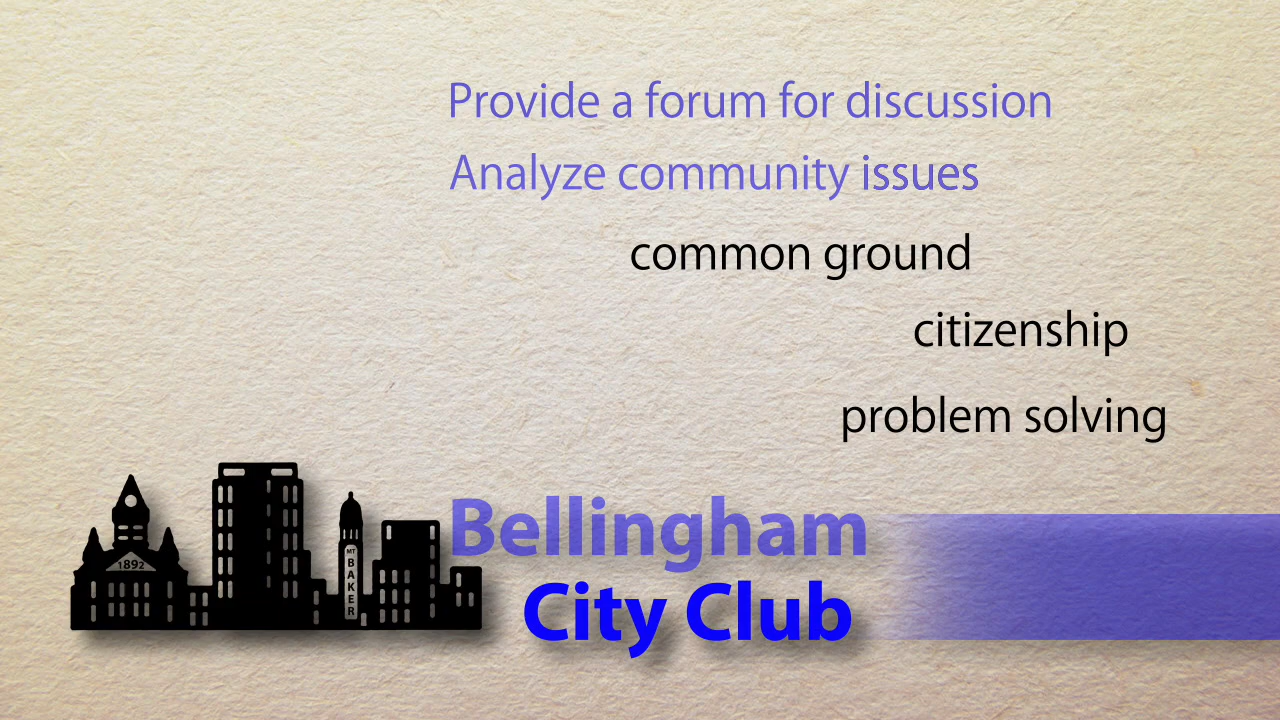 Provide a forum for discussion
Analyze community issues
common ground
citizenship
problem solving
Bellingham
City Club
1892
MT
BAKER